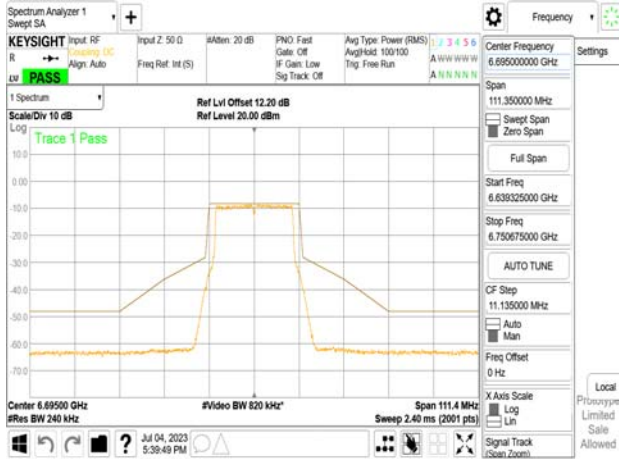 Spectrum Analyzer 1
Swept SA
+
Frequency
KEYSIGHT
R
LVI PASS
Input: RF
Coupling: DC
Align: Auto
Input Z: 50 Ω
Freq Ref: Int (S)
#Atten: 20 dB
PNO: Fast
Gate: Off
IF Gain: Low
Sig Track: Off
Avg Type: Power (RMS)
Avg|Hold: 100/100
Trig: Free Run
1 2 3 4 5 6
A W W W W W
A N N N N N
1 Spectrum
Scale/Div 10 dB
Ref Lvl Offset 12.20 dB
Ref Level 20.00 dBm
Log
Trace 1 Pass
10.0
0.00
-10.0
-20.0
-30.0
-40.0
-50.0
-60.0
-70.0
Center 6.69500 GHz
#Res BW 240 kHz
#Video BW 820 kHz*
Span 111.4 MHz
Sweep 2.40 ms (2001 pts)
Jul 04, 2023
5:39:49 PM
?
Center Frequency
6.695000000 GHz
Settings
Span
111.350000 MHz
Swept Span
Zero Span
Full Span
Start Freq
6.639325000 GHz
Stop Freq
6.750675000 GHz
AUTO TUNE
CF Step
11.135000 MHz
Auto
Man
Freq Offset
0 Hz
X Axis Scale
Log
Lin
Signal Track
(Span Zoom)
Local
Prototype
Limited
Sale
Allowed